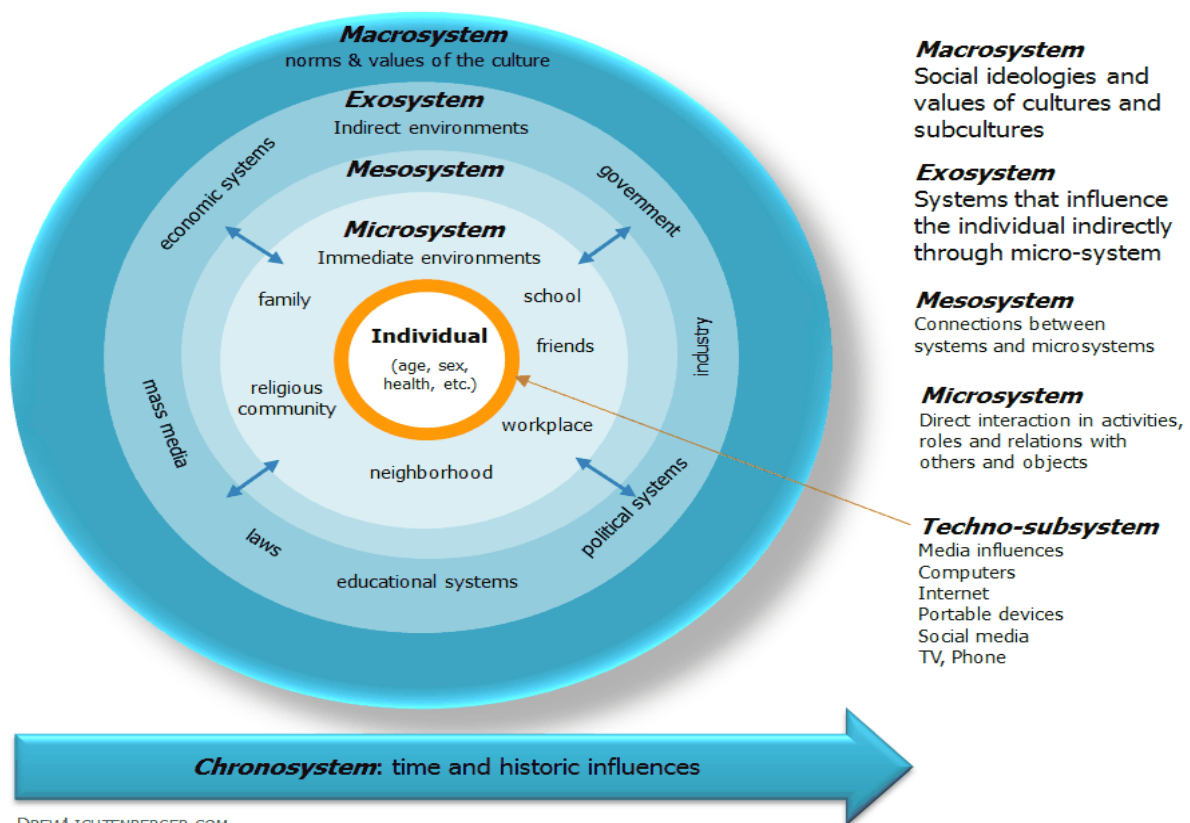 Macrosystem
norms & values of the culture
Exosystem
Indirect environments
Mesosystem
Microsystem
Immediate environments
economic systems
government
family
school
Individual
(age, sex,
health, etc.)
friends
industry
mass media
religious
community
workplace
neighborhood
laws
political systems
educational systems
Macrosystem
Social ideologies and
values of cultures and
subcultures
Exosystem
Systems that influence
the individual indirectly
through micro-system
Mesosystem
Connections between
systems and microsystems
Microsystem
Direct interaction in activities,
roles and relations with
others and objects
Techno-subsystem
Media influences
Computers
Internet
Portable devices
Social media
TV, Phone
Chronosystem: time and historic influences